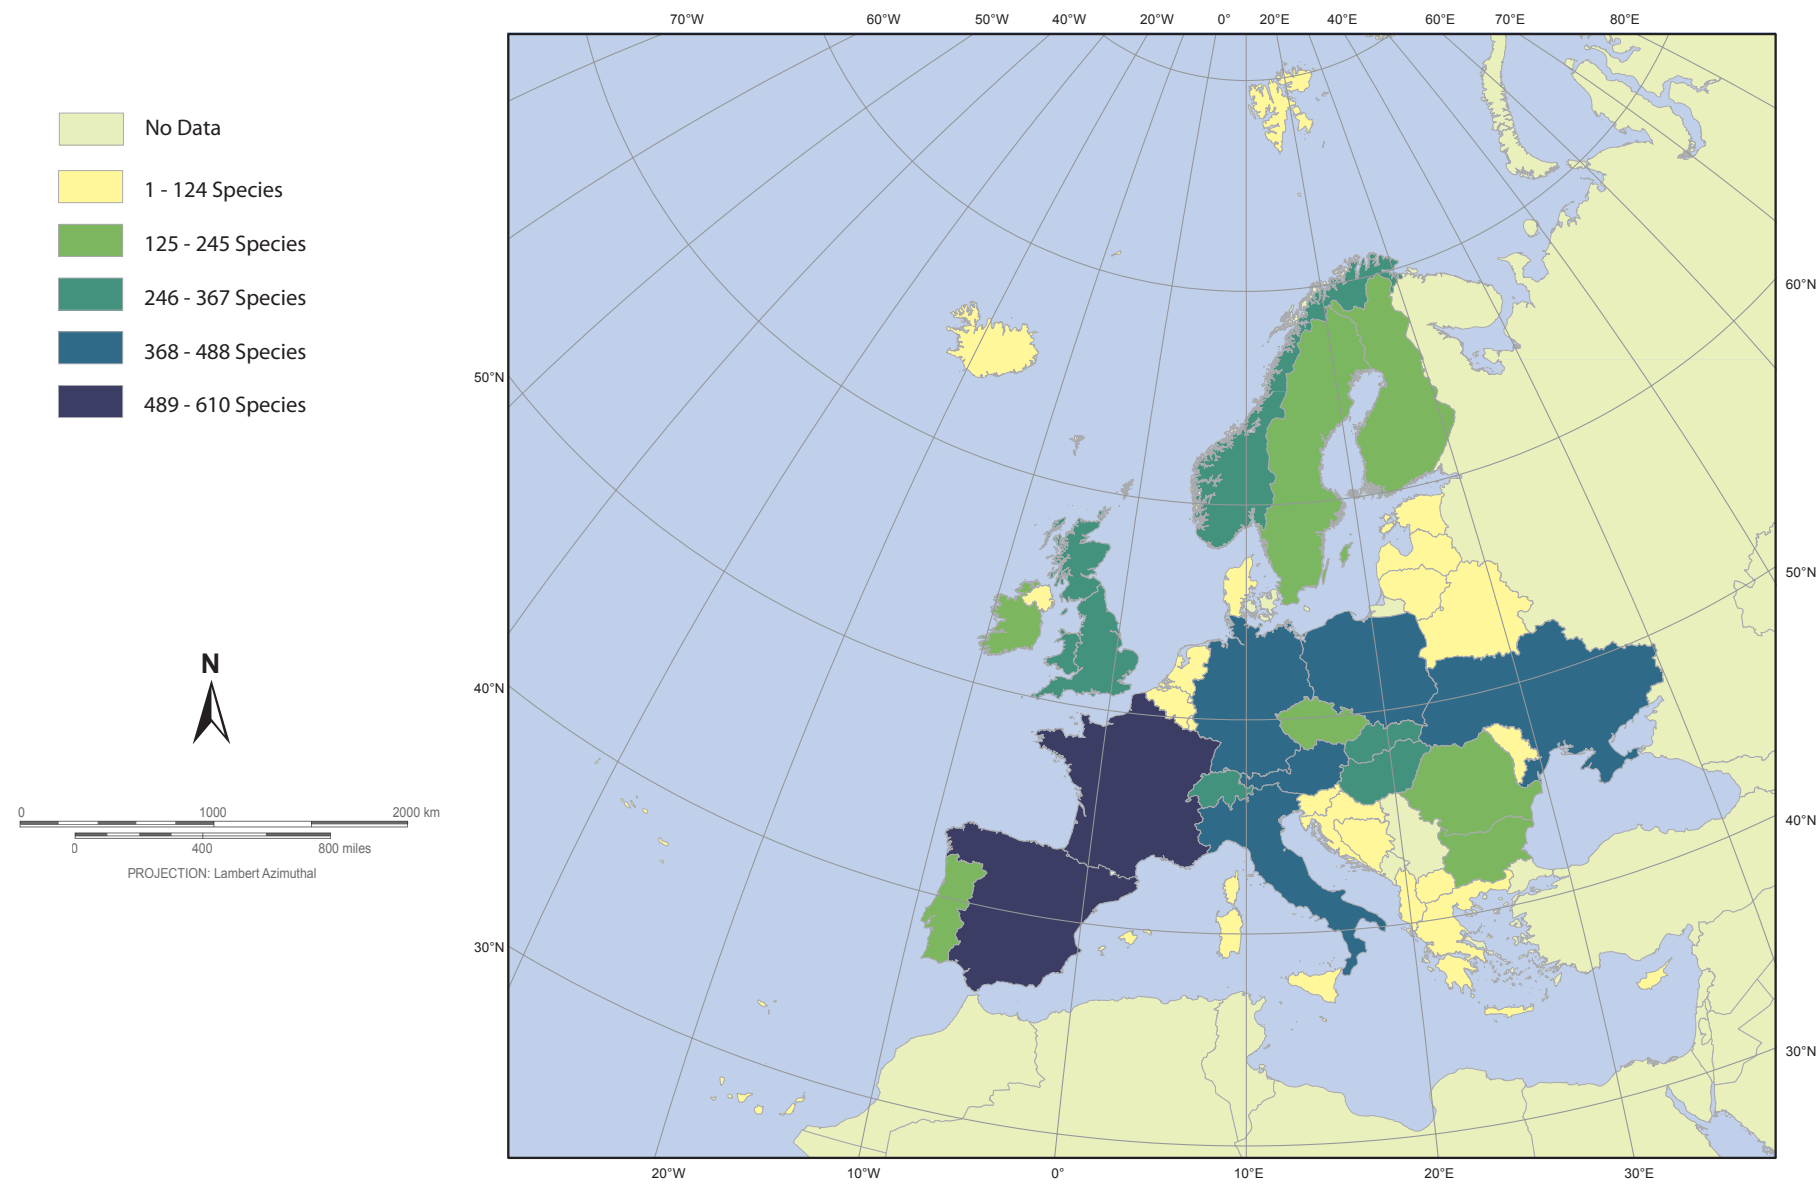 70°W 60°W 50°W 40°W 20°W 0° 20°E 40°E 60°E 70°E 80°E
No Data
1 - 124 Species
125 - 245 Species
246 - 367 Species
368 - 488 Species
489 - 610 Species
60°N
50°N
50°N
N
40°N
40°N
30°N
30°N
0 1000 2000 km
0 400 800 miles
PROJECTION: Lambert Azimuthal
20°W 10°W 0° 10°E 20°E 30°E